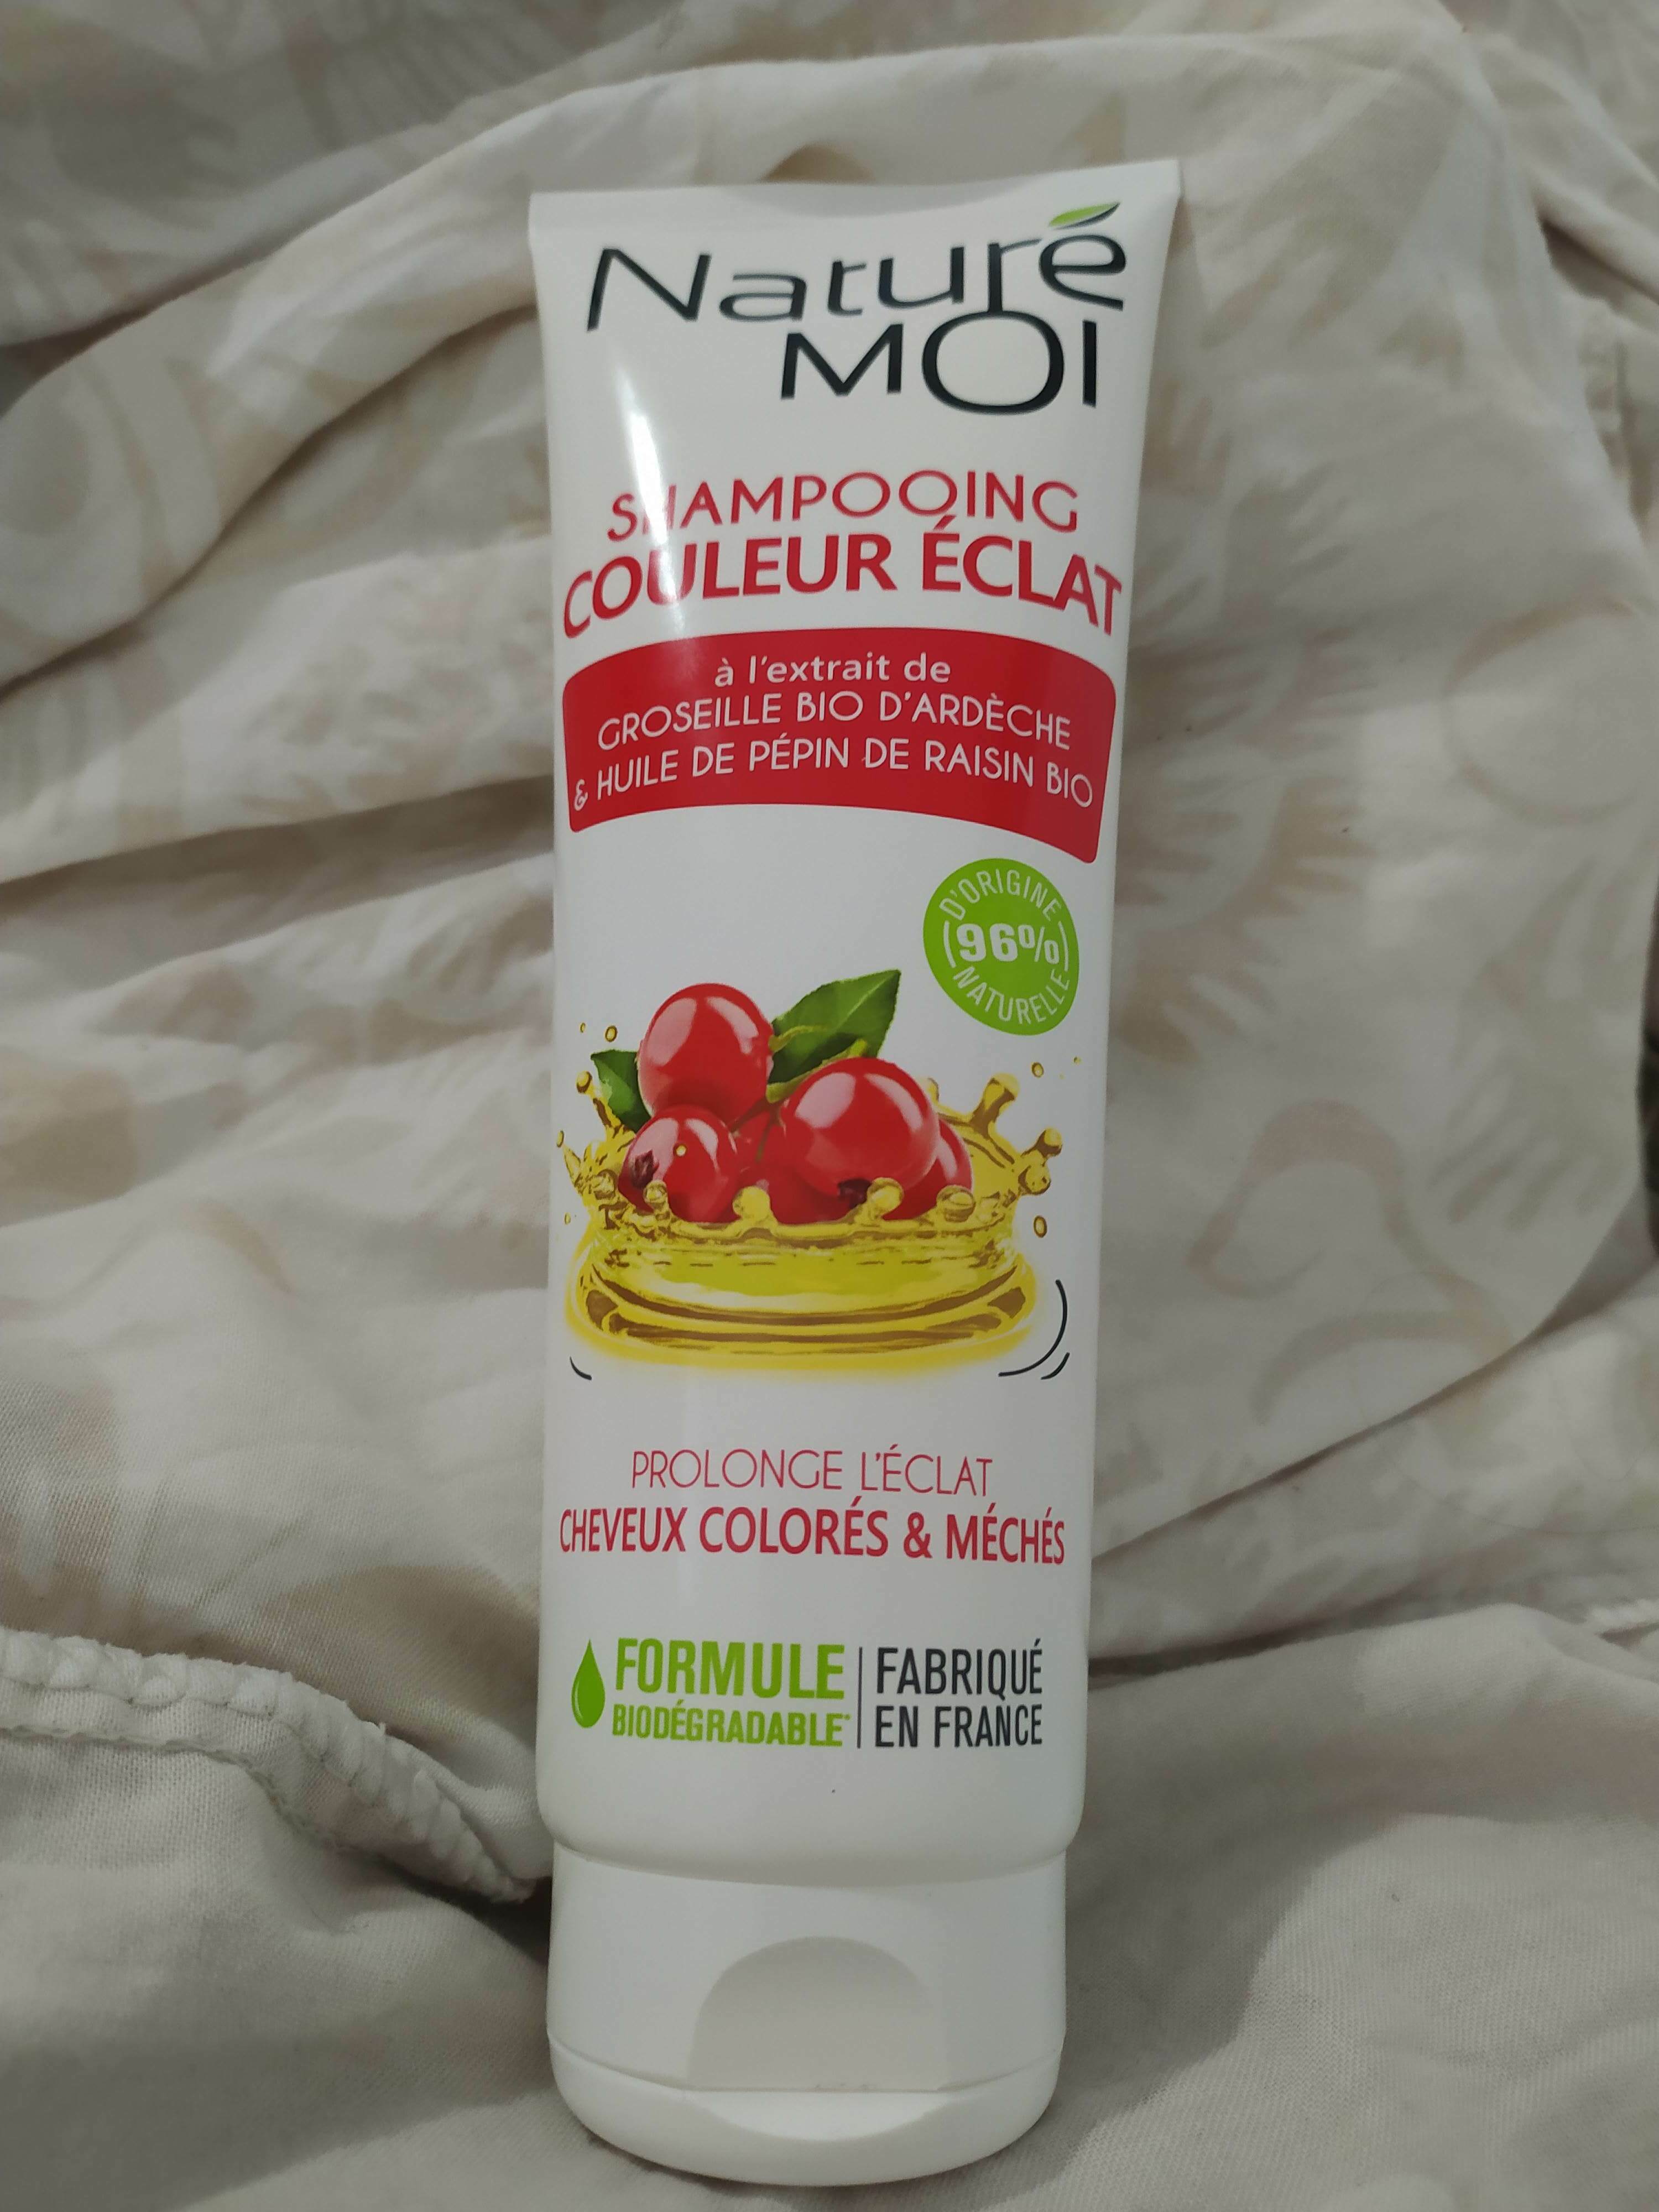 Naturé
MOI
SHAMPOOING
COULEUR ÉCLAT
à l'extrait de
GROSEILLE BIO D'ARDÈCHE
& HUILE DE PÉPIN DE RAISIN BIO
D'ORIGINE
96%
NATURELLE
PROLONGE L'ÉCLAT
CHEVEUX COLORÉS & MÉCHÉS
FORMULE
BIODÉGRADABLE*
FABRIQUÉ
EN FRANCE